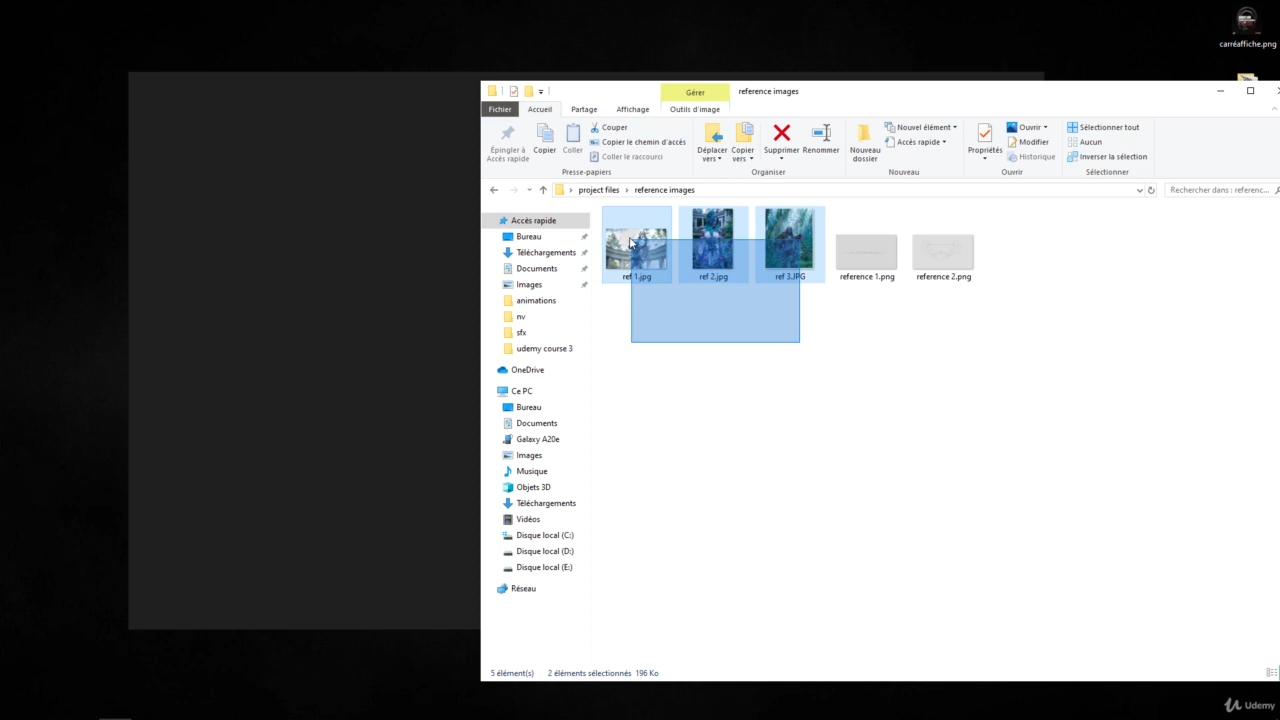 carréaffiche.png
Gérer
reference images
Fichier
Accueil
Partage
Affichage
Outils d'image
Épingler à
Accès rapide
Copier
Coller
Couper
Copier le chemin d'accès
Coller le raccourci
Presse-papiers
Déplacer
vers
Copier
vers
Supprimer
Renommer
Organiser
Nouveau
dossier
Nouvel élément
Accès rapide
Nouveau
Propriétés
Ouvrir
Modifier
Historique
Ouvrir
Sélectionner tout
Aucun
Inverser la sélection
Sélectionner
project files
reference images
Rechercher dans : referenc...
Accès rapide
Bureau
Téléchargements
Documents
Images
animations
nv
sfx
udemy course 3
OneDrive
Ce PC
Bureau
Documents
Galaxy A20e
Images
Musique
Objets 3D
Téléchargements
Vidéos
Disque local (C:)
Disque local (D:)
Disque local (E:)
Réseau
ref 1.jpg
ref 2.jpg
ref 3.JPG
reference 1.png
reference 2.png
5 élément(s)
2 éléments sélectionnés 196 Ko
Udemy